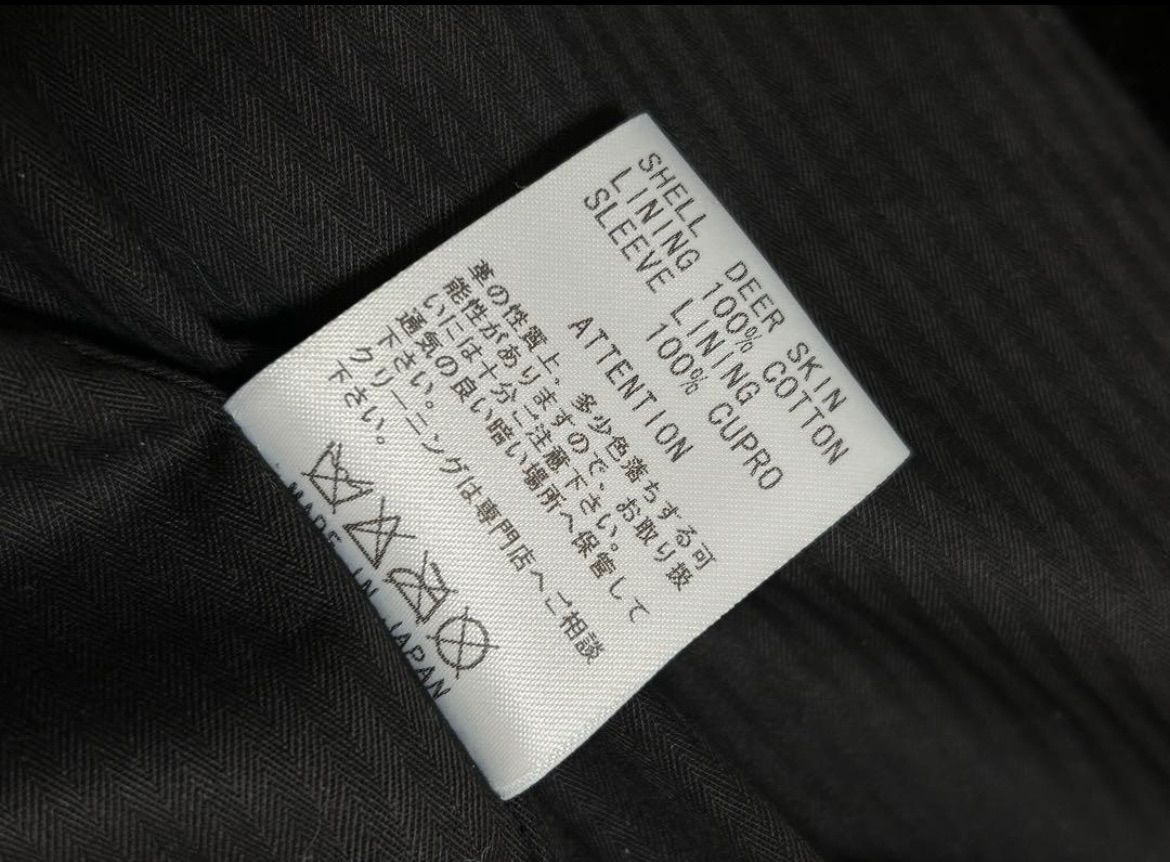 SHELL DEER SKIN
LINING 100% COTTON
SLEEVE LINING
100% CUPRO
ATTENTION
革の性質上、多少色落ちする可
能性がありますので、お取り扱
いには十分ご注意下さい。
通気の良い暗い場所へ保管して
下さい。
クリーニングは専門店へご相談
下さい。
MADE IN JAPAN